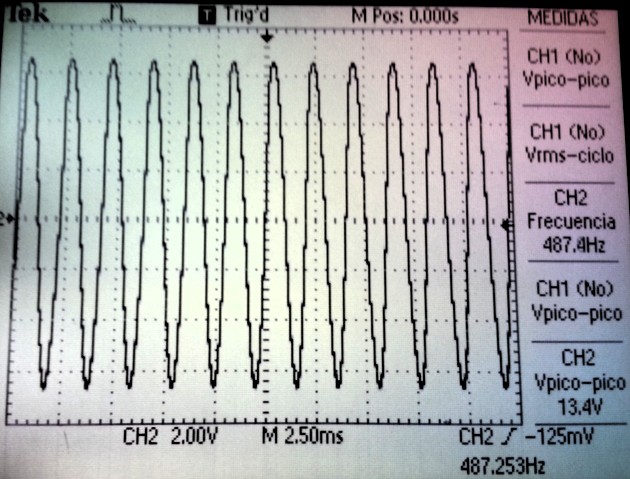 Tek
T Trig'd
M Pos: 0.000s
MEDIDAS
CH1 (No)
Vpico-pico
CH1 (No)
Vrms-ciclo
CH2
Frecuencia
487.4Hz
CH1 (No)
Vpico-pico
CH2
Vpico-pico
13.4V
2
CH2 2.00V
M 2.50ms
CH2 -125mV
487.253Hz